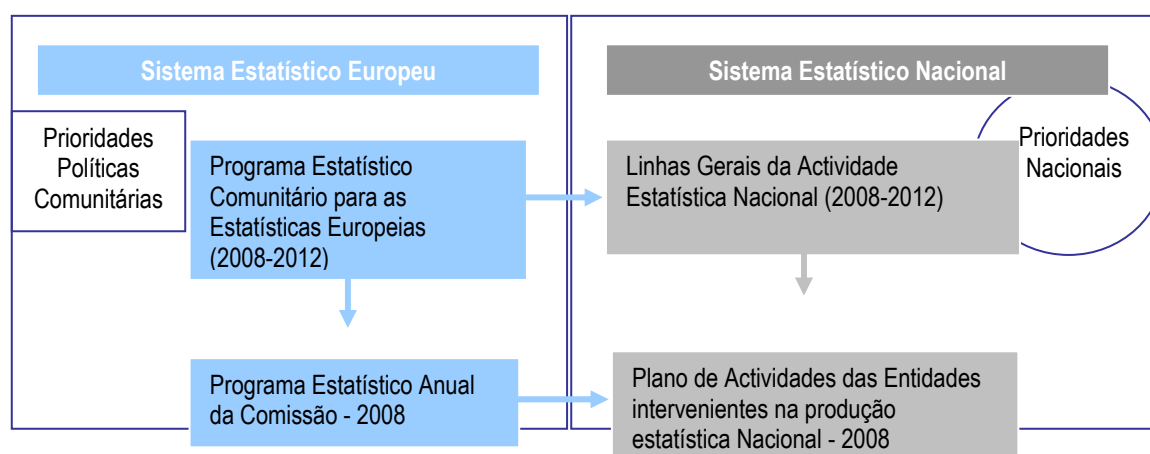 Sistema Estatístico Europeu
Prioridades
Políticas
Comunitárias
Programa Estatístico
Comunitário para as
Estatísticas Europeias
(2008-2012)
Programa Estatístico Anual
da Comissão - 2008
Sistema Estatístico Nacional
Prioridades
Nacionais
Linhas Gerais da Actividade
Estatística Nacional (2008-2012)
Plano de Actividades das Entidades
intervenientes na produção
estatística Nacional - 2008